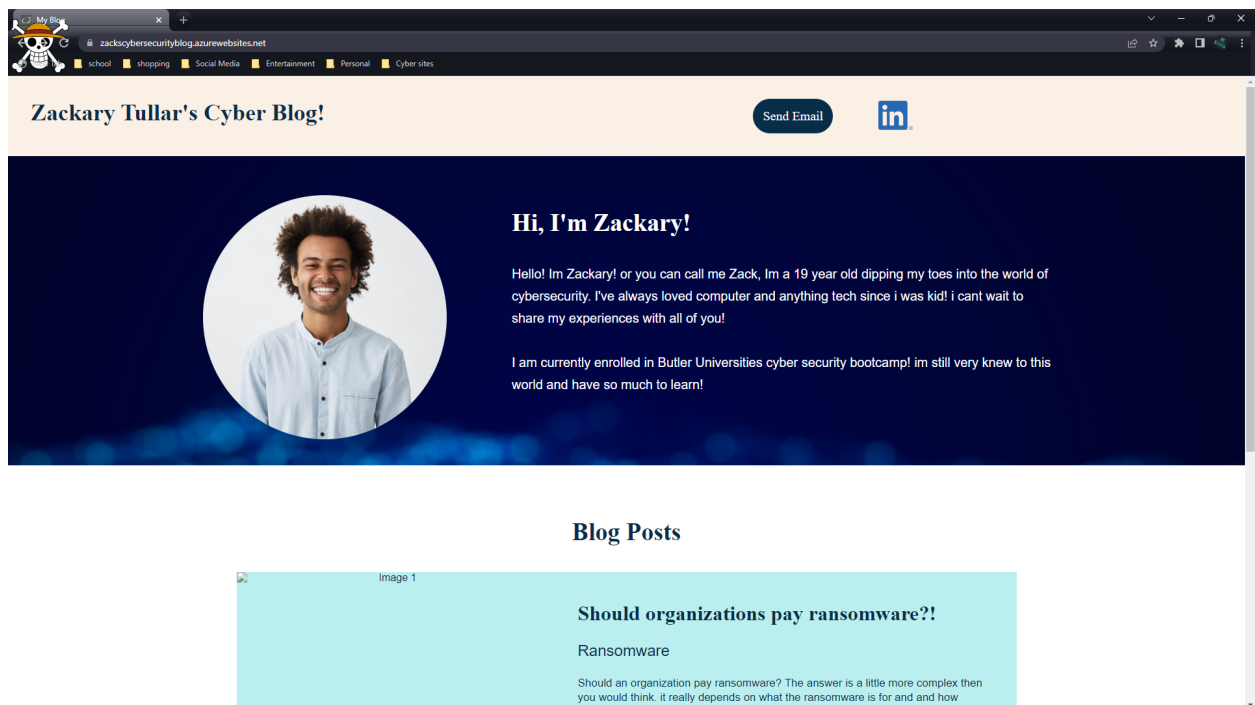 My Blog
zackscybersecurityblog.azurewebsites.net
school shopping Social Media Entertainment Personal Cyber sites
Zackary Tullar's Cyber Blog!
Send Email
in
Hi, I'm Zackary!
Hello! Im Zackary! or you can call me Zack, Im a 19 year old dipping my toes into the world of
cybersecurity. I've always loved computer and anything tech since i was kid! i cant wait to
share my experiences with all of you!
I am currently enrolled in Butler Universities cyber security bootcamp! im still very knew to this
world and have so much to learn!
Blog Posts
Image 1
Should organizations pay ransomware?!
Ransomware
Should an organization pay ransomware? The answer is a little more complex then
you would think. it really depends on what the ransomware is for and and how